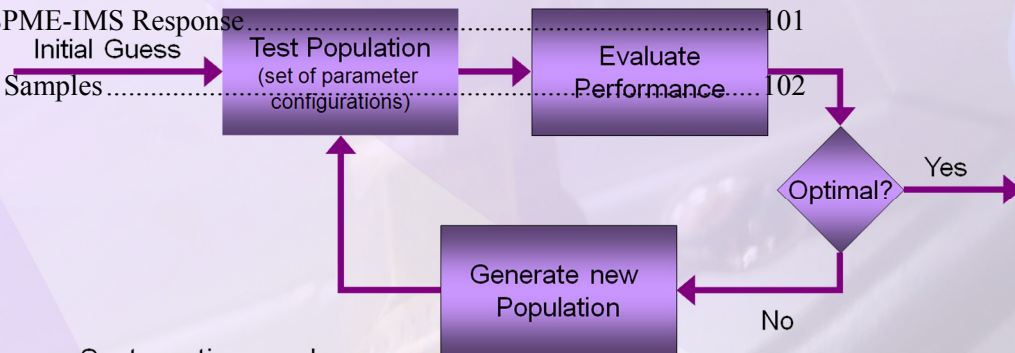 PME-IMS Response 101
Initial Guess
Test Population
(set of parameter
configurations)
Evaluate
Performance
Samples 102
Optimal?
Yes
Generate new
Population
No